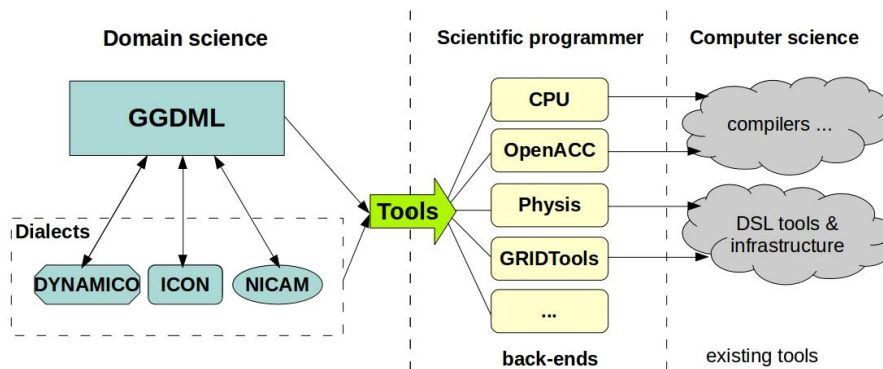 Domain science
Scientific programmer
Computer science
GGDML
Dialects
DYNAMICO
ICON
NICAM
Tools
CPU
OpenACC
Physis
GRIDTools
...
back-ends
compilers ...
DSL tools &
infrastructure
existing tools